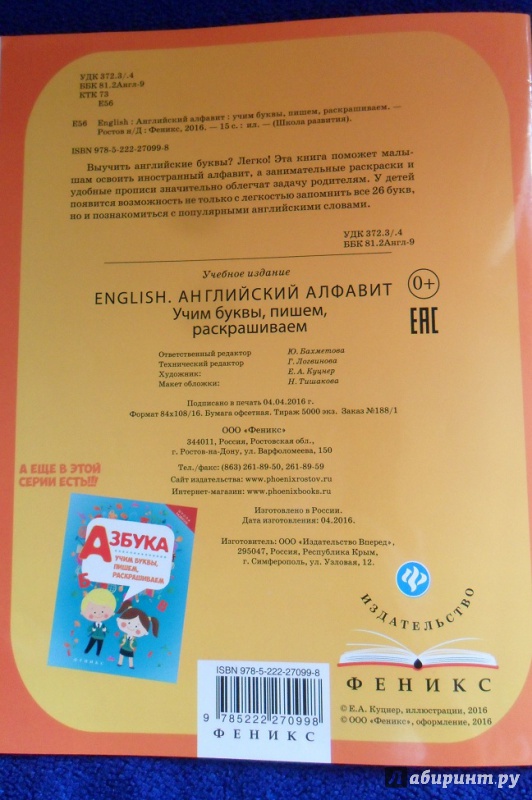 УДК 372.3/.4
ББК 81.2Англ-9
КТК 73
Е56
Е56 English : Английский алфавит : учим буквы, пишем, раскрашиваем. —
Ростов н/Д : Феникс, 2016. — 15 с. : ил. — (Школа развития).
ISBN 978-5-222-27099-8
Выучить английские буквы? Легко! Эта книга поможет малы-
шам освоить иностранный алфавит, а занимательные раскраски и
удобные прописи значительно облегчат задачу родителям. У детей
появится возможность не только с легкостью запомнить все 26 букв,
но и познакомиться с популярными английскими словами.
УДК 372.3/.4
ББК 81.2Англ-9
Учебное издание
ENGLISH. АНГЛИЙСКИЙ АЛФАВИТ
Учим буквы, пишем,
раскрашиваем
0+
ЕАС
Ответственный редактор Ю. Бахметова
Технический редактор Г. Логвинова
Художник: Е.А. Куцнер
Макет обложки: Н. Тишакова
Подписано в печать 04.04.2016 г.
Формат 84х108/16. Бумага офсетная. Тираж 5000 экз. Заказ №188/1
ООО «Феникс»
344011, Россия, Ростовская обл.,
г. Ростов-на-Дону, ул. Варфоломеева, 150
Тел./факс: (863) 261-89-50, 261-89-59
Сайт издательства: www.phoenixrostov.ru
Интернет-магазин: www.phoenixbooks.ru
Изготовлено в России.
Дата изготовления: 04.2016.
Изготовитель: ООО «Издательство Вперед»,
295047, Россия, Республика Крым,
г. Симферополь, ул. Узловая, 12.
А ЕЩЕ В ЭТОЙ
СЕРИИ ЕСТЬ!!!
АЗБУКА
УЧИМ БУКВЫ,
ПИШЕМ,
РАСКРАШИВАЕМ
ФЕНИКС
ISBN 978-5-222-27099-8
9 785222 270998
ФЕНИКС
ИЗДАТЕЛЬСТВО
ФЕНИКС
© Е.А. Куцнер, иллюстрации, 2016
© ООО «Феникс», оформление, 2016
Лабиринт.ру